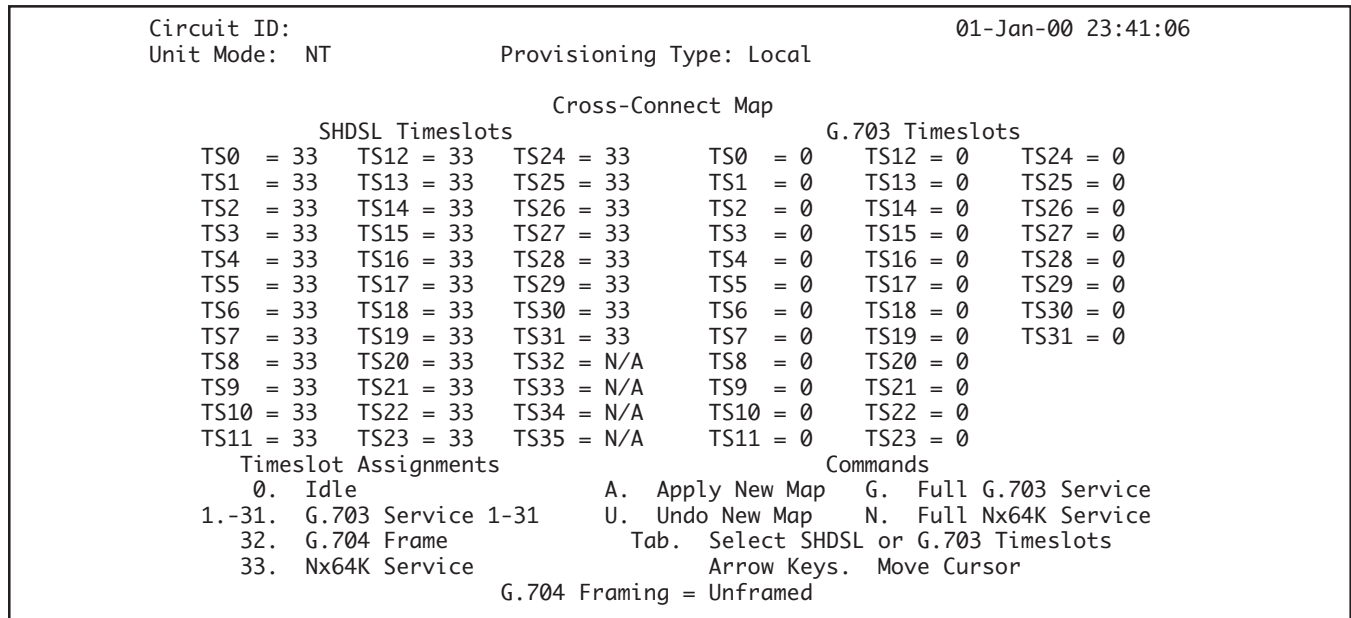 Circuit ID: 01-Jan-00 23:41:06
Unit Mode: NT Provisioning Type: Local
Cross-Connect Map
SHDSL Timeslots G.703 Timeslots
TS0 = 33 TS12 = 33 TS24 = 33 TS0 = 0 TS12 = 0 TS24 = 0
TS1 = 33 TS13 = 33 TS25 = 33 TS1 = 0 TS13 = 0 TS25 = 0
TS2 = 33 TS14 = 33 TS26 = 33 TS2 = 0 TS14 = 0 TS26 = 0
TS3 = 33 TS15 = 33 TS27 = 33 TS3 = 0 TS15 = 0 TS27 = 0
TS4 = 33 TS16 = 33 TS28 = 33 TS4 = 0 TS16 = 0 TS28 = 0
TS5 = 33 TS17 = 33 TS29 = 33 TS5 = 0 TS17 = 0 TS29 = 0
TS6 = 33 TS18 = 33 TS30 = 33 TS6 = 0 TS18 = 0 TS30 = 0
TS7 = 33 TS19 = 33 TS31 = 33 TS7 = 0 TS19 = 0 TS31 = 0
TS8 = 33 TS20 = 33 TS32 = N/A TS8 = 0 TS20 = 0
TS9 = 33 TS21 = 33 TS33 = N/A TS9 = 0 TS21 = 0
TS10 = 33 TS22 = 33 TS34 = N/A TS10 = 0 TS22 = 0
TS11 = 33 TS23 = 33 TS35 = N/A TS11 = 0 TS23 = 0
Timeslot Assignments Commands
0. Idle A. Apply New Map G. Full G.703 Service
1.-31. G.703 Service 1-31 U. Undo New Map N. Full Nx64K Service
32. G.704 Frame Tab. Select SHDSL or G.703 Timeslots
33. Nx64K Service Arrow Keys. Move Cursor
G.704 Framing = Unframed